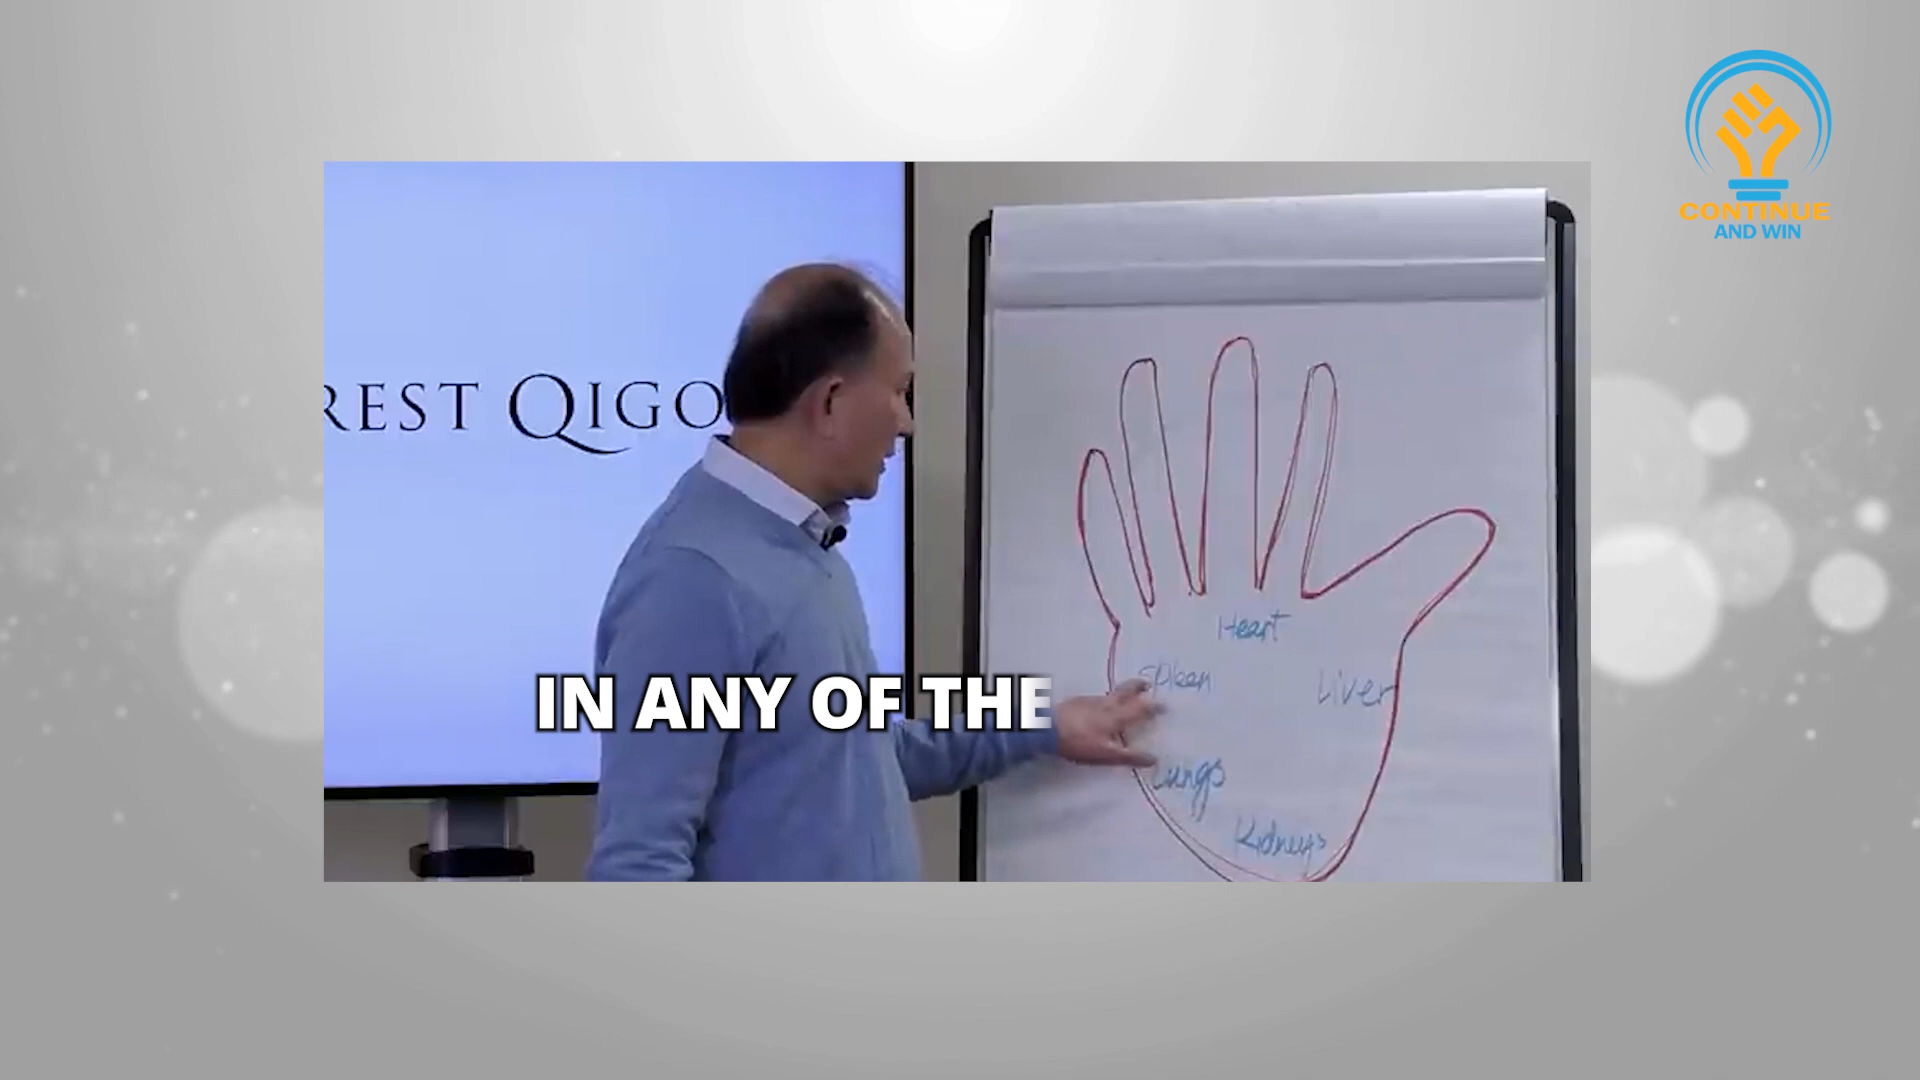 CONTINUE
AND WIN
REST QIGO
Heart
Spleen
Liver
IN ANY OF THE
Lungs
Kidneys